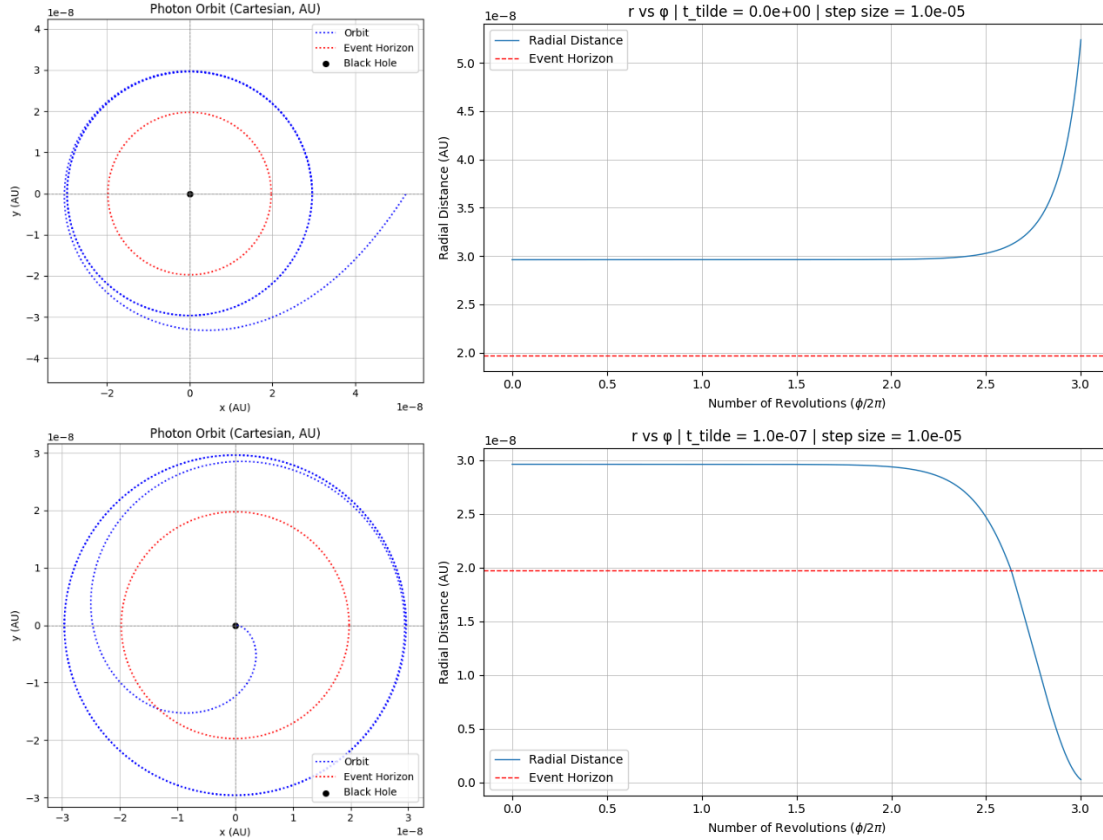 Photon Orbit (Cartesian, AU)
1e−8
4
3
2
1
0
−1
−2
−3
−4
y (AU)
−2
0
2
4
1e−8
x (AU)
Orbit
Event Horizon
Black Hole
r vs φ | t_tilde = 0.0e+00 | step size = 1.0e-05
1e−8
5.0
4.5
4.0
3.5
3.0
2.5
2.0
Radial Distance (AU)
Radial Distance
Event Horizon
0.0
0.5
1.0
1.5
2.0
2.5
3.0
Number of Revolutions (ϕ/2π)
Photon Orbit (Cartesian, AU)
1e−8
3
2
1
0
−1
−2
−3
y (AU)
−3
−2
−1
0
1
2
3
1e−8
x (AU)
Orbit
Event Horizon
Black Hole
r vs φ | t_tilde = 1.0e-07 | step size = 1.0e-05
1e−8
3.0
2.5
2.0
1.5
1.0
0.5
0.0
Radial Distance (AU)
Radial Distance
Event Horizon
0.0
0.5
1.0
1.5
2.0
2.5
3.0
Number of Revolutions (ϕ/2π)